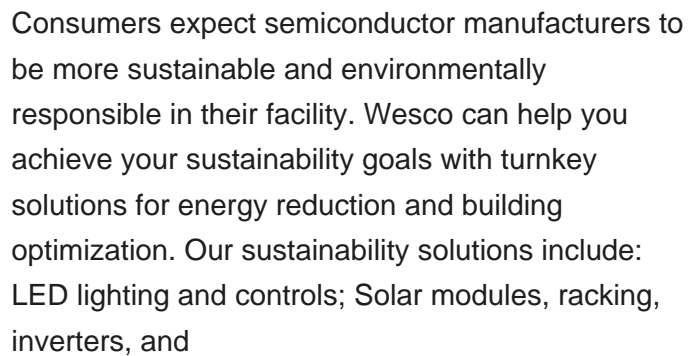 Consumers expect semiconductor manufacturers to
be more sustainable and environmentally
responsible in their facility. Wesco can help you
achieve your sustainability goals with turnkey
solutions for energy reduction and building
optimization. Our sustainability solutions include:
LED lighting and controls; Solar modules, racking,
inverters, and